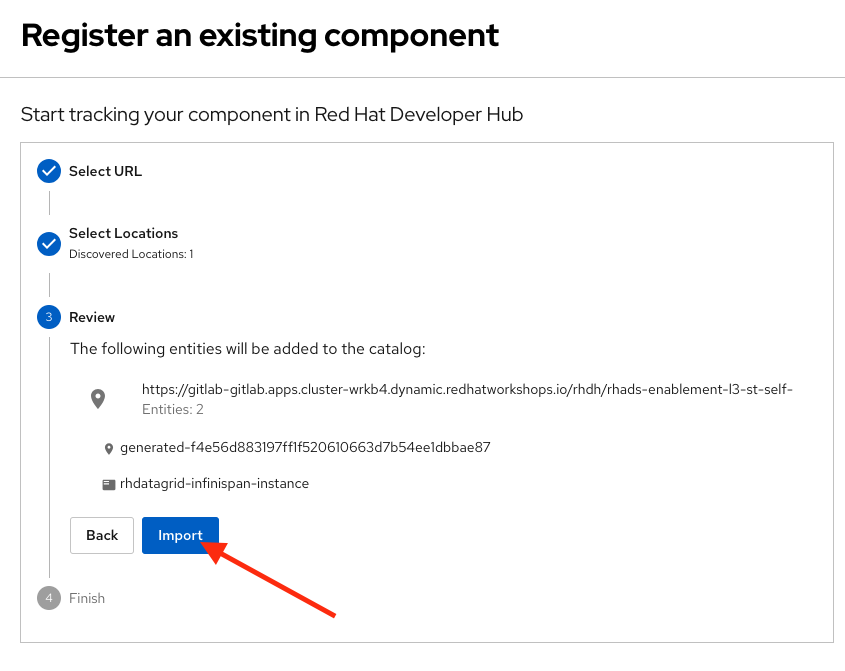 Register an existing component
Start tracking your component in Red Hat Developer Hub
Select URL
Select Locations
Discovered Locations: 1
3
Review
The following entities will be added to the catalog:
https://gitlab-gitlab.apps.cluster-wrkb4.dynamic.redhatworkshops.io/rhdh/rhads-enablement-l3-st-self-
Entities: 2
generated-f4e56d883197ff1f520610663d7b54ee1dbbae87
rhdatagrid-infinispan-instance
Back
Import
4
Finish